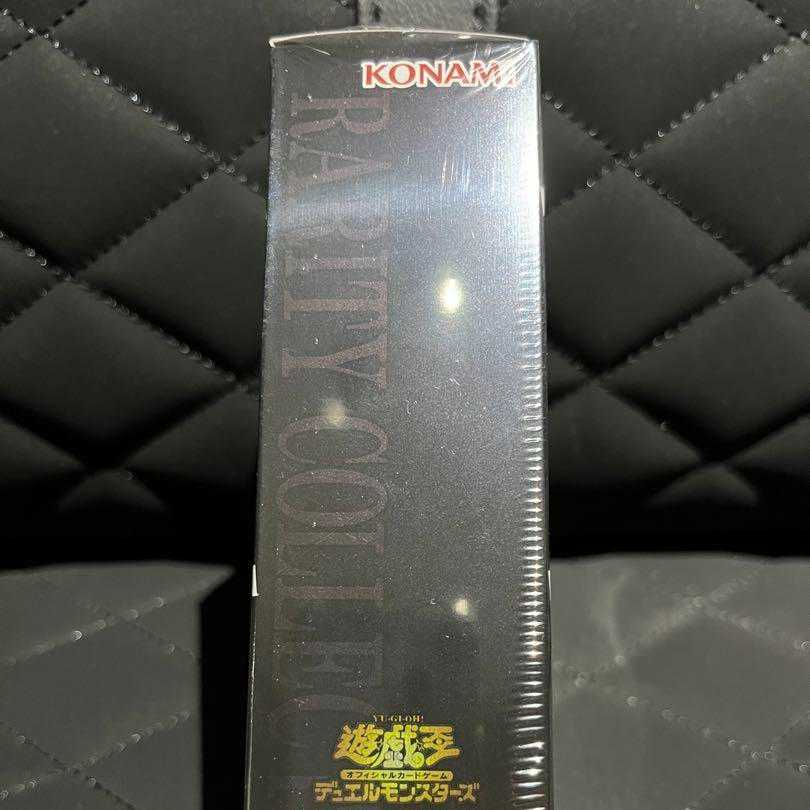 KONAMI
RARITY COLLEC
YU-GI-OH!
遊戯王
オフィシャルカードゲーム
デュエルモンスターズ